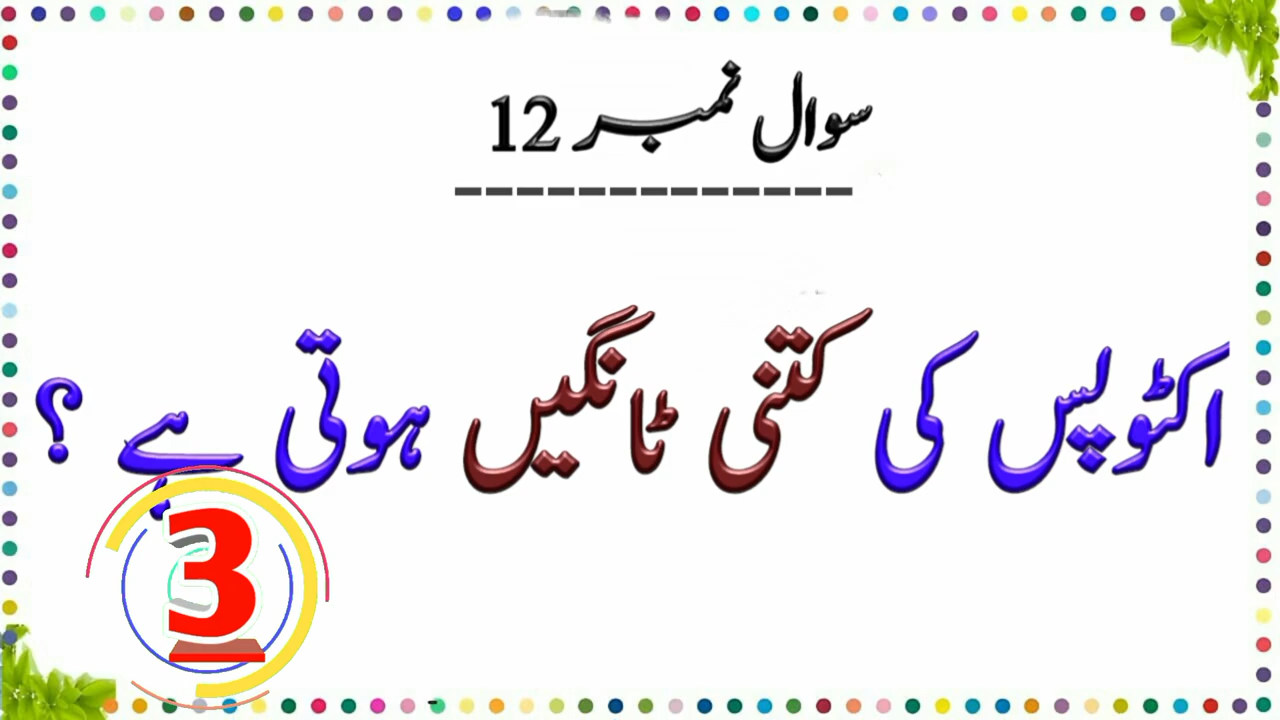 سوال نمبر 12
-------------
اکٹوپس کی کتنی ٹانگیں ہوتی ہے ؟
3